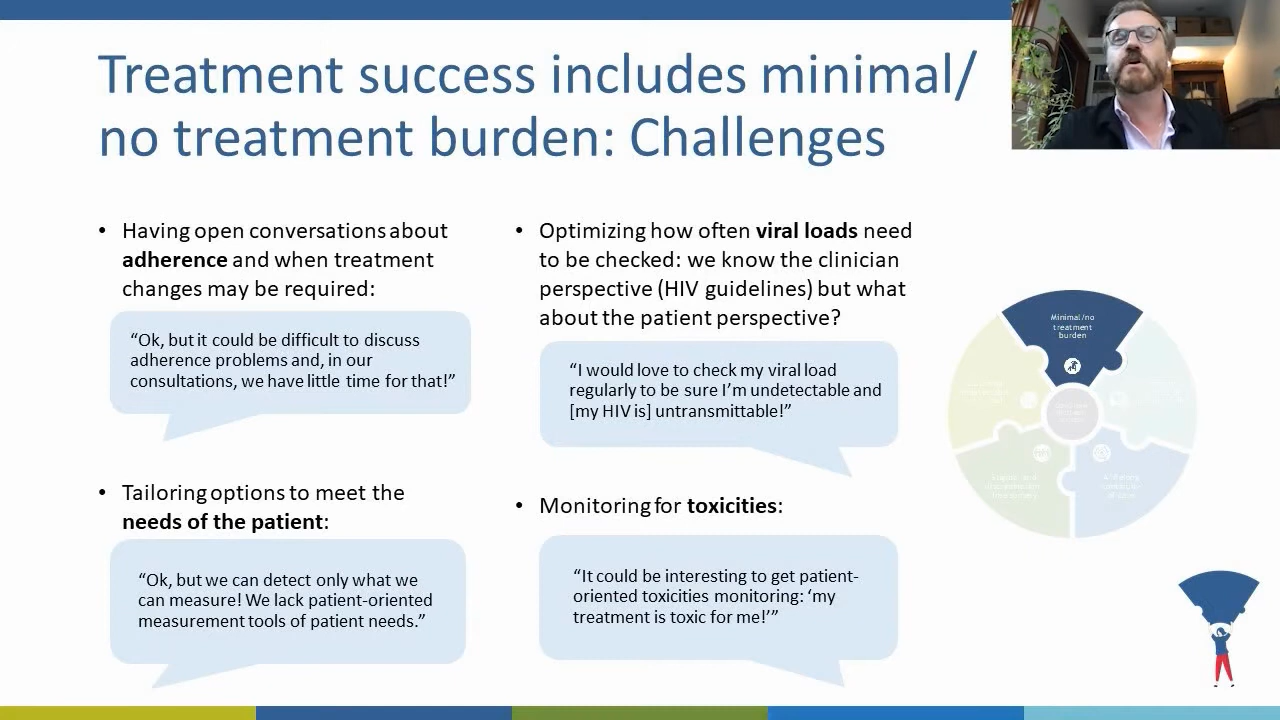 Treatment success includes minimal/
no treatment burden: Challenges
• Having open conversations about
adherence and when treatment
changes may be required:
“Ok, but it could be difficult to discuss
adherence problems and, in our
consultations, we have little time for that!”
• Tailoring options to meet the
needs of the patient:
“Ok, but we can detect only what we
can measure! We lack patient-oriented
measurement tools of patient needs.”
• Optimizing how often viral loads need
to be checked: we know the clinician
perspective (HIV guidelines) but what
about the patient perspective?
“I would love to check my viral load
regularly to be sure I’m undetectable and
[my HIV is] untransmittable!”
• Monitoring for toxicities:
“It could be interesting to get patient-
oriented toxicities monitoring: ‘my
treatment is toxic for me!’”
Minimal/no
treatment
burden